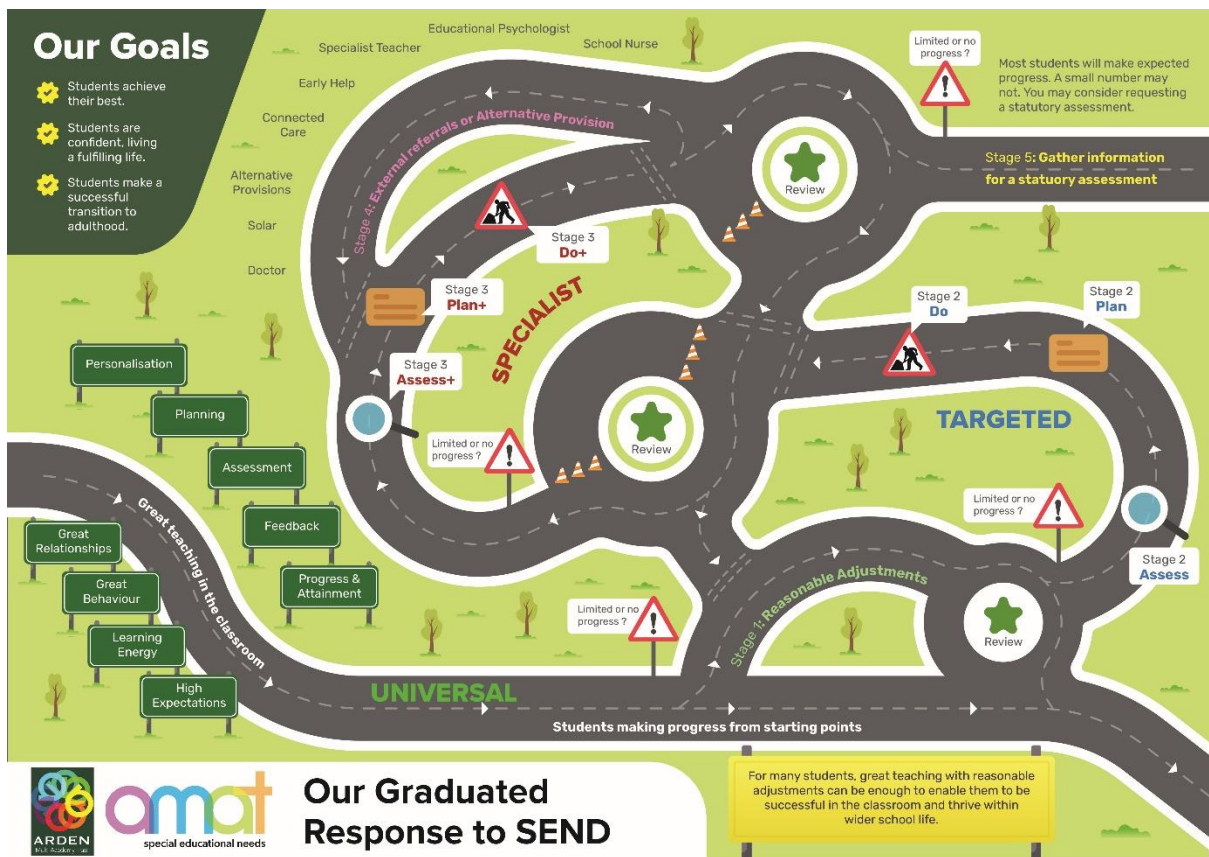 Our Goals
Students achieve
their best.
Students are
confident, living
a fulfilling life.
Students make a
successful
transition to
adulthood.
Educational Psychologist
Specialist Teacher
School Nurse
Early Help
Connected
Care
Alternative
Provisions
Solar
Doctor
Limited or no
progress ?
Most students will make expected
progress. A small number may
not. You may consider requesting
a statutory assessment.
Stage 5: Gather information
for a statuory assessment
Stage 4: External referrals or Alternative Provision
Review
Stage 3
Do+
Stage 3
Plan+
Stage 3
Assess+
SPECIALIST
Stage 2
Do
Stage 2
Plan
TARGETED
Review
Limited or no
progress ?
Limited or no
progress ?
Stage 2
Assess
Personalisation
Planning
Assessment
Feedback
Progress &
Attainment
Great
Relationships
Great
Behaviour
Learning
Energy
High
Expectations
Great teaching in the classroom
Limited or no
progress ?
Stage 1: Reasonable Adjustments
Review
UNIVERSAL
Students making progress from starting points
For many students, great teaching with reasonable
adjustments can be enough to enable them to be
successful in the classroom and thrive within
wider school life.
ARDEN
Multi Academy Trust
amat
special educational needs
Our Graduated
Response to SEND